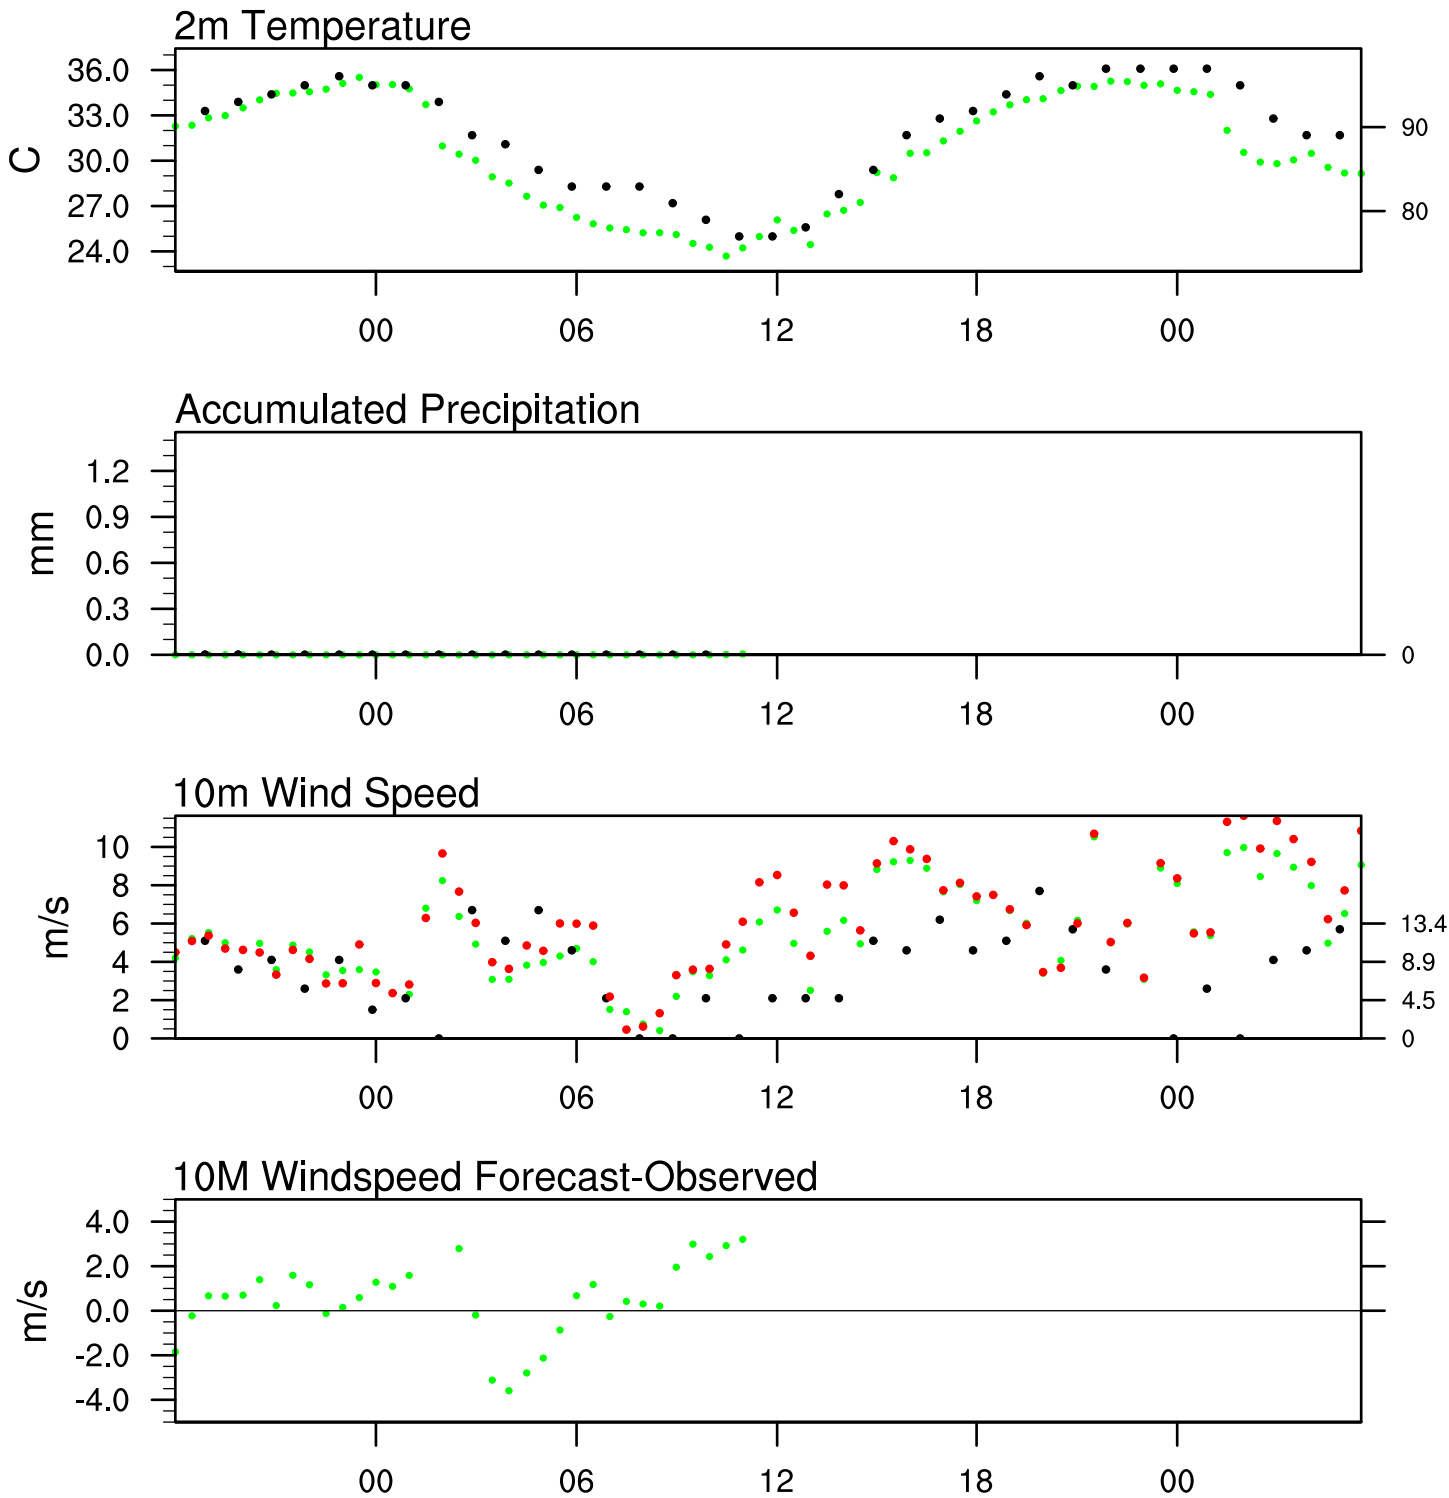 2m Temperature
36.0
33.0
30.0
27.0
24.0
C
90
80
00 06 12 18 00
Accumulated Precipitation
1.2
0.9
0.6
0.3
0.0
mm
0
00 06 12 18 00
10m Wind Speed
10
8
6
4
2
0
m/s
13.4
8.9
4.5
0
00 06 12 18 00
10M Windspeed Forecast-Observed
4.0
2.0
0.0
-2.0
-4.0
m/s
00 06 12 18 00